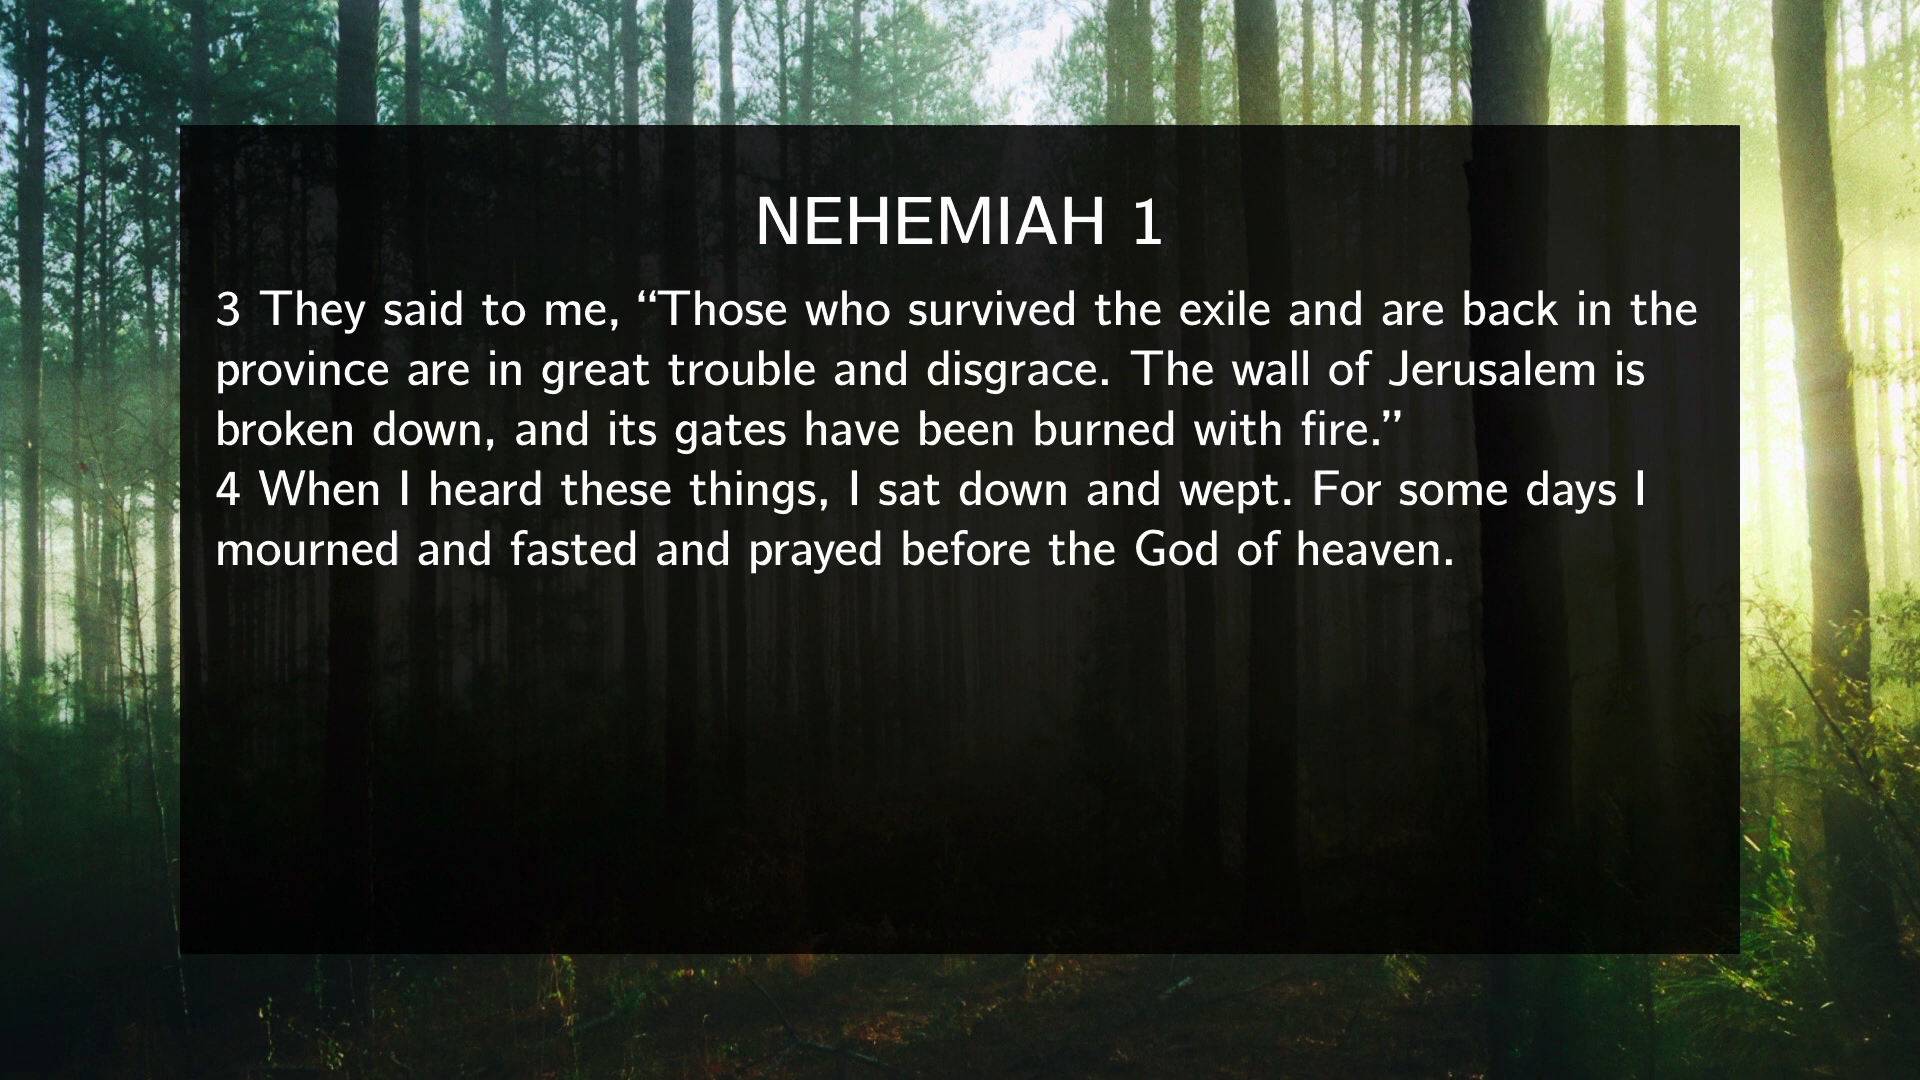 NEHEMIAH 1
3 They said to me, “Those who survived the exile and are back in the
province are in great trouble and disgrace. The wall of Jerusalem is
broken down, and its gates have been burned with fire.”
4 When I heard these things, I sat down and wept. For some days I
mourned and fasted and prayed before the God of heaven.